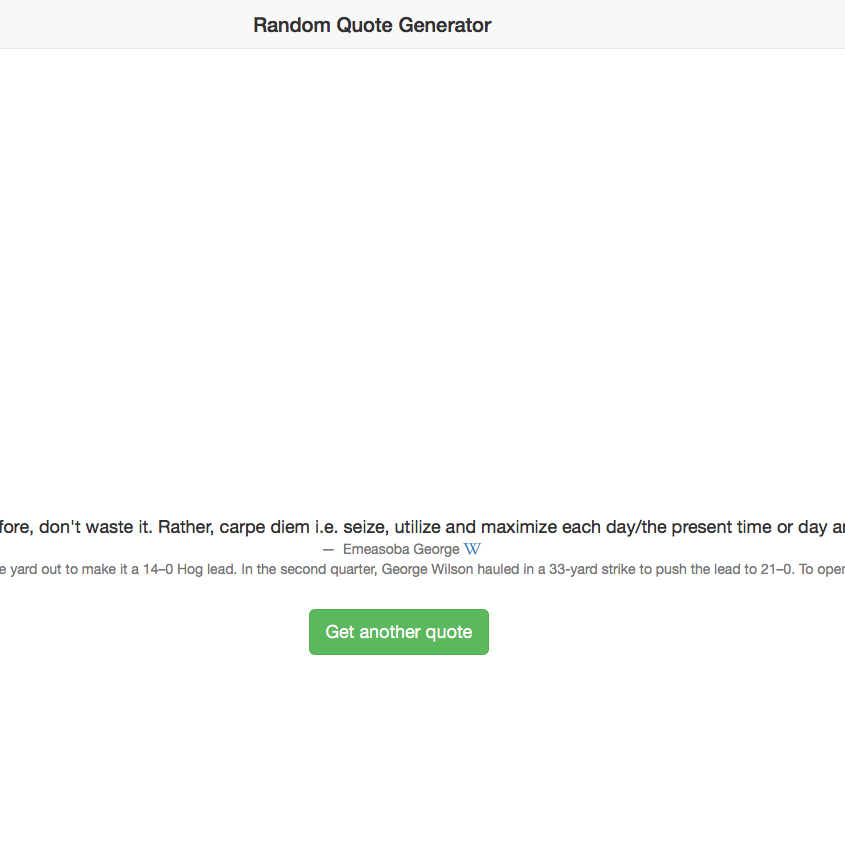 Random Quote Generator
fore, don't waste it. Rather, carpe diem i.e. seize, utilize and maximize each day/the present time or day
— Emeasoba George W
e yard out to make it a 14–0 Hog lead. In the second quarter, George Wilson hauled in a 33-yard strike to push the lead to 21–0. To
Get another quote